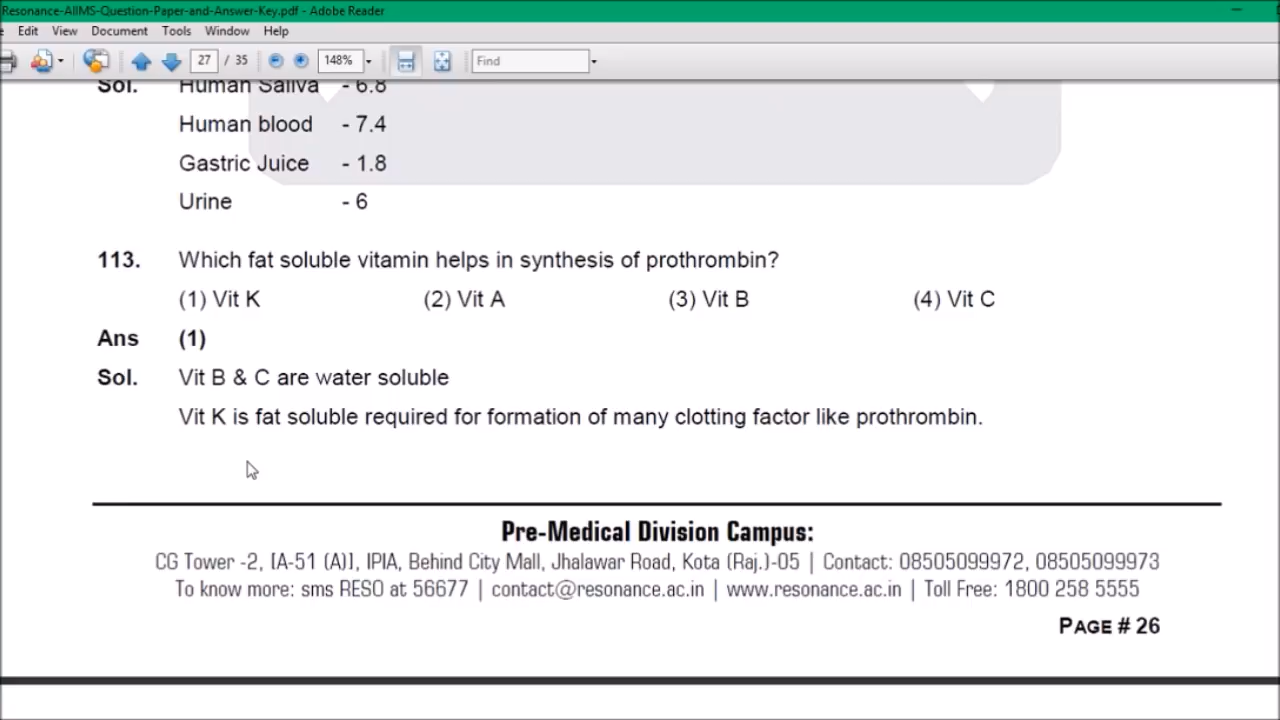 Resonance-AIIMS-Question-Paper-and-Answer-Key.pdf - Adobe Reader
Edit View Document Tools Window Help
27 / 35 148% Find
Sol. Human Saliva - 6.8
Human blood - 7.4
Gastric Juice - 1.8
Urine - 6
113. Which fat soluble vitamin helps in synthesis of prothrombin?
(1) Vit K (2) Vit A (3) Vit B (4) Vit C
Ans (1)
Sol. Vit B & C are water soluble
Vit K is fat soluble required for formation of many clotting factor like prothrombin.
Pre-Medical Division Campus:
CG Tower -2, [A-51 (A)], IPIA, Behind City Mall, Jhalawar Road, Kota (Raj.)-05 | Contact: 08505099972, 08505099973
To know more: sms RESO at 56677 | contact@resonance.ac.in | www.resonance.ac.in | Toll Free: 1800 258 5555
PAGE # 26